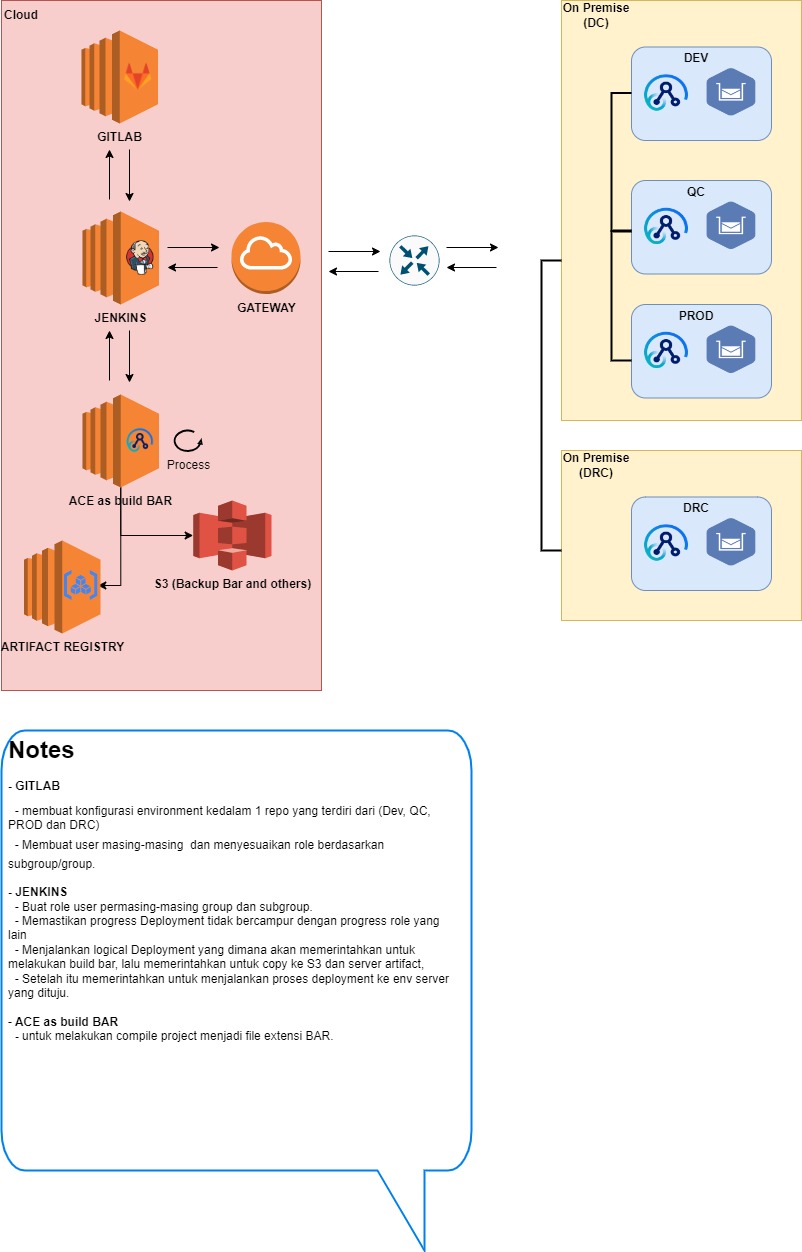 Cloud
GITLAB
JENKINS
GATEWAY
ACE as build BAR
Process
S3 (Backup Bar and others)
ARTIFACT REGISTRY
On Premise
(DC)
DEV
QC
PROD
On Premise
(DRC)
DRC
Notes
- GITLAB
- membuat konfigurasi environment kedalam 1 repo yang terdiri dari (Dev, QC,
PROD dan DRC)
- Membuat user masing-masing  dan menyesuaikan role berdasarkan
subgroup/group.
- JENKINS
- Buat role user permasing-masing group dan subgroup.
- Memastikan progress Deployment tidak bercampur dengan progress role yang
lain
- Menjalankan logical Deployment yang dimana akan memerintahkan untuk
melakukan build bar, lalu memerintahkan untuk copy ke S3 dan server artifact,
- Setelah itu memerintahkan untuk menjalankan proses deployment ke env server
yang dituju.
- ACE as build BAR
- untuk melakukan compile project menjadi file extensi BAR.